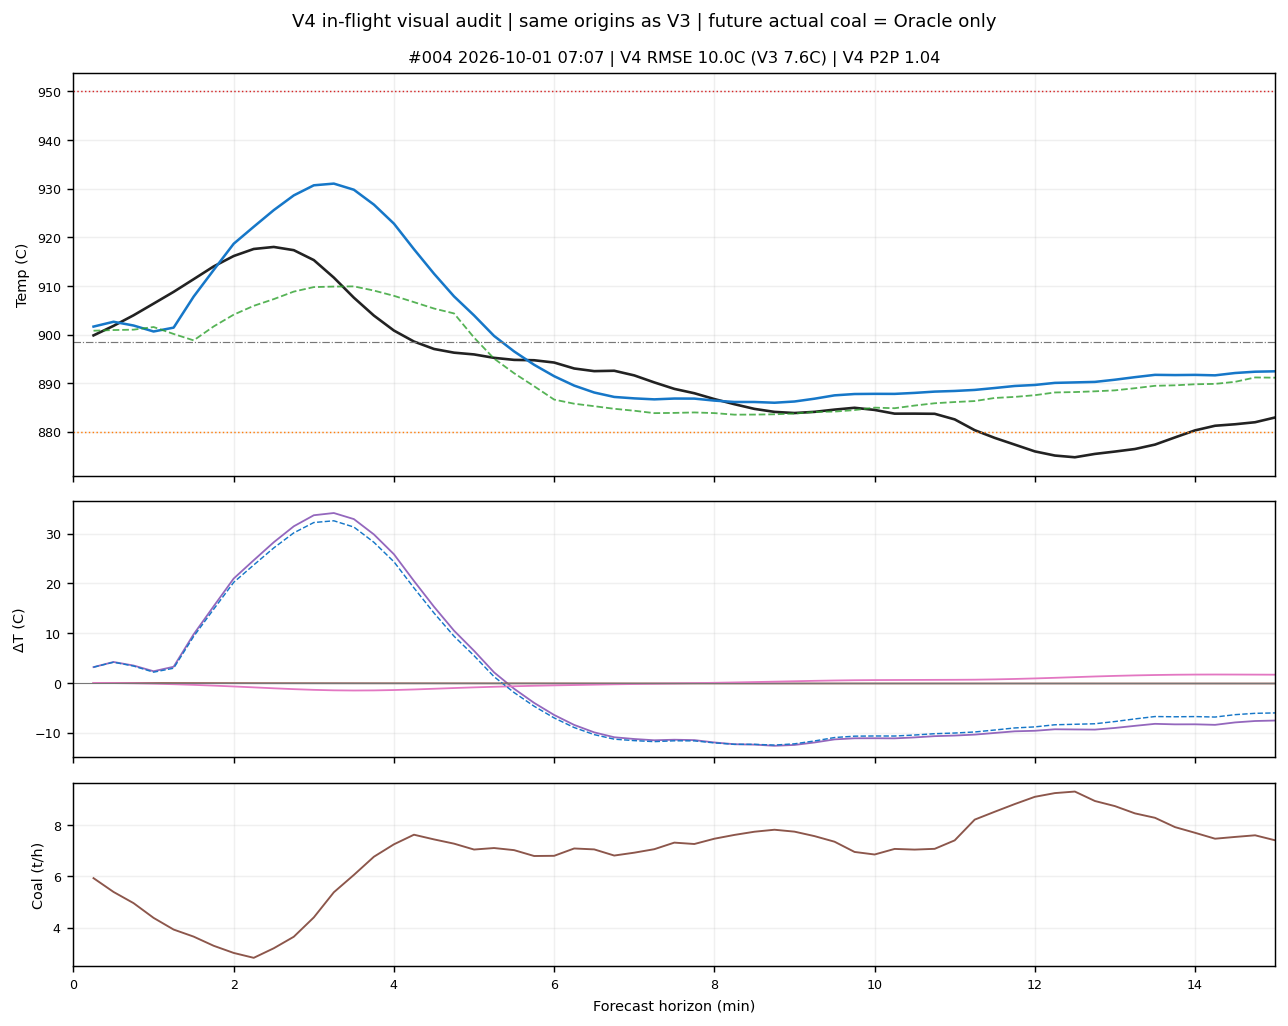 V4 in-flight visual audit | same origins as V3 | future actual coal = Oracle only
#004 2026-10-01 07:07 | V4 RMSE 10.0C (V3 7.6C) | V4 P2P 1.04
Temp (C)
950
940
930
920
910
900
890
880
ΔT (C)
30
20
10
0
−10
Coal (t/h)
8
6
4
0 2 4 6 8 10 12 14
Forecast horizon (min)